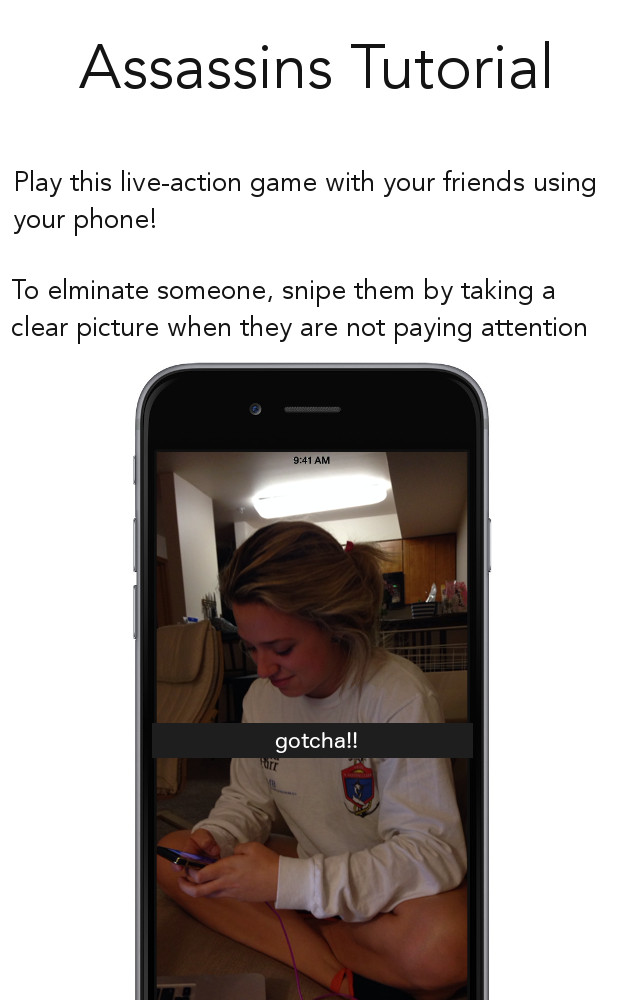 Assassins Tutorial
Play this live-action game with your friends using
your phone!
To elminate someone, snipe them by taking a
clear picture when they are not paying attention
9:41 AM
gotcha!!